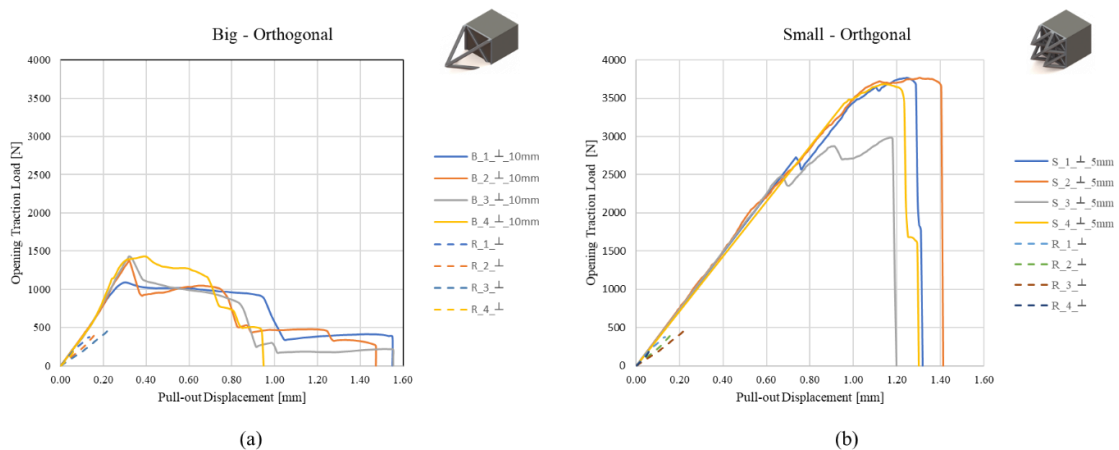 Big - Orthogonal
4000
3500
3000
2500
2000
1500
1000
500
0
Opening Traction Load [N]
0.00 0.20 0.40 0.60 0.80 1.00 1.20 1.40 1.60
Pull-out Displacement [mm]
B_1_⊥_10mm
B_2_⊥_10mm
B_3_⊥_10mm
B_4_⊥_10mm
R_1_⊥
R_2_⊥
R_3_⊥
R_4_⊥
(a)
Small - Orthgonal
4000
3500
3000
2500
2000
1500
1000
500
0
Opening Traction Load [N]
0.00 0.20 0.40 0.60 0.80 1.00 1.20 1.40 1.60
Pull-out Displacement [mm]
S_1_⊥_5mm
S_2_⊥_5mm
S_3_⊥_5mm
S_4_⊥_5mm
R_1_⊥
R_2_⊥
R_3_⊥
R_4_⊥
(b)